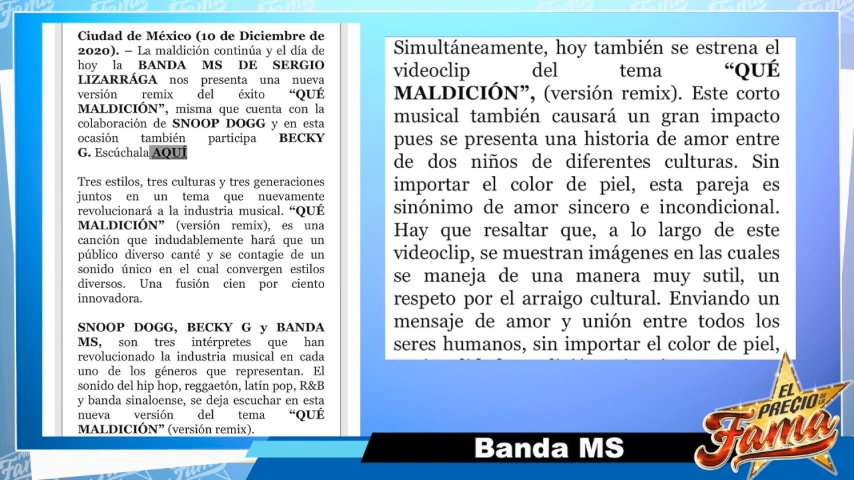 Ciudad de México (10 de Diciembre de
2020). – La maldición continúa y el día de
hoy la BANDA MS DE SERGIO
LIZARRÁGA nos presenta una nueva
versión remix del éxito “QUÉ
MALDICIÓN”, misma que cuenta con la
colaboración de SNOOP DOGG y en esta
ocasión también participa BECKY
G. Escúchala AQUÍ
Tres estilos, tres culturas y tres generaciones
juntos en un tema que nuevamente
revolucionará a la industria musical. “QUÉ
MALDICIÓN” (versión remix), es una
canción que indudablemente hará que un
público diverso canté y se contagie de un
sonido único en el cual convergen estilos
diversos. Una fusión cien por ciento
innovadora.
SNOOP DOGG, BECKY G y BANDA
MS, son tres intérpretes que han
revolucionado la industria musical en cada
uno de los géneros que representan. El
sonido del hip hop, reggaetón, latín pop, R&B
y banda sinaloense, se deja escuchar en esta
nueva versión del tema “QUÉ
MALDICIÓN” (versión remix).
Simultáneamente, hoy también se estrena el
videoclip del tema “QUÉ
MALDICIÓN”, (versión remix). Este corto
musical también causará un gran impacto
pues se presenta una historia de amor entre
de dos niños de diferentes culturas. Sin
importar el color de piel, esta pareja es
sinónimo de amor sincero e incondicional.
Hay que resaltar que, a lo largo de este
videoclip, se muestran imágenes en las cuales
se maneja de una manera muy sutil, un
respeto por el arraigo cultural. Enviando un
mensaje de amor y unión entre todos los
seres humanos, sin importar el color de piel,
Banda MS
EL
PRECIO
DE LA
Fama